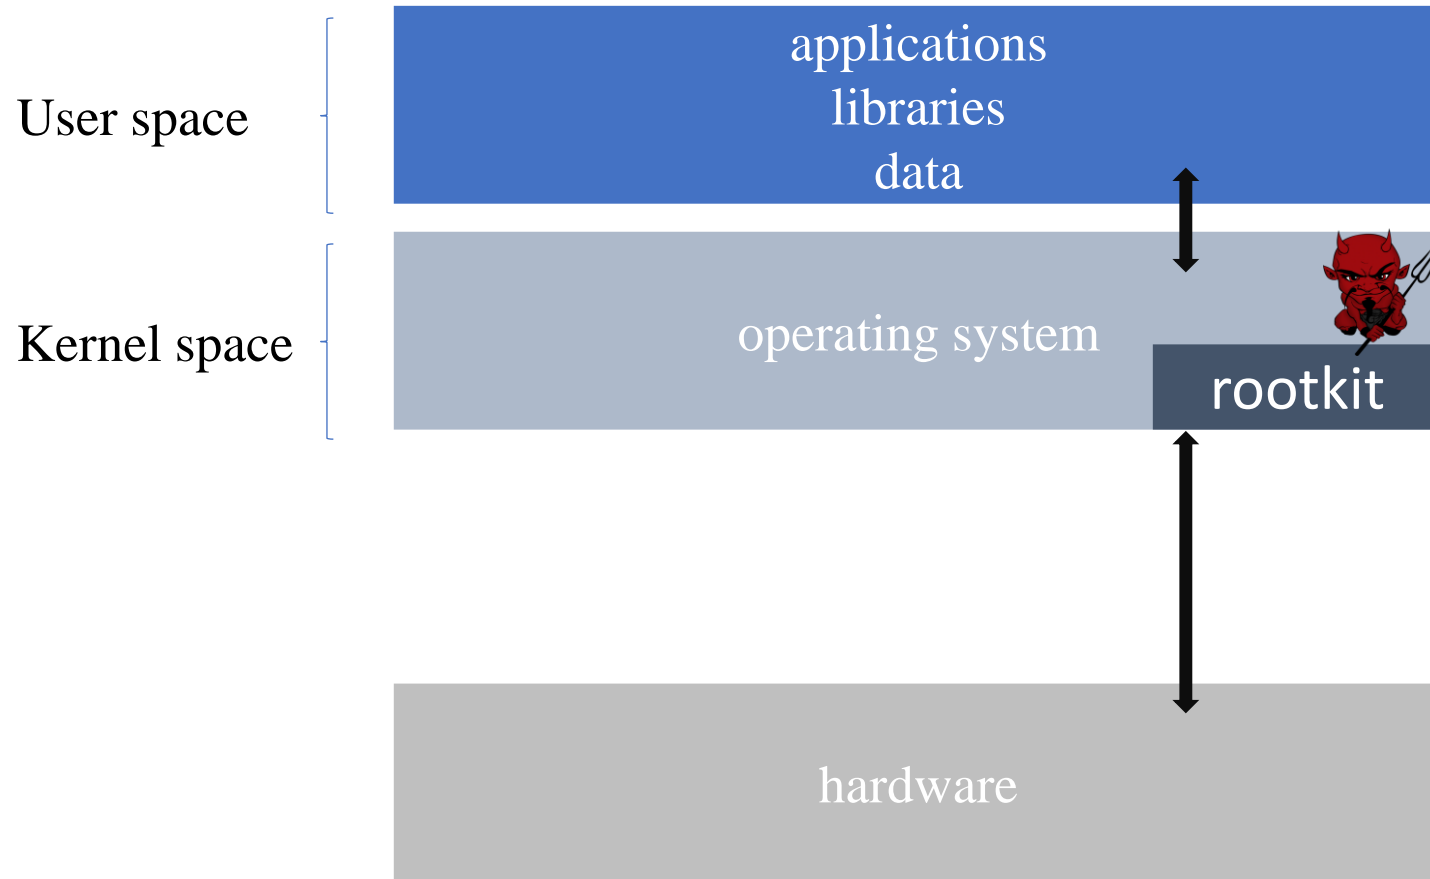 applications
libraries
data
User space
operating system
Kernel space
rootkit
hardware